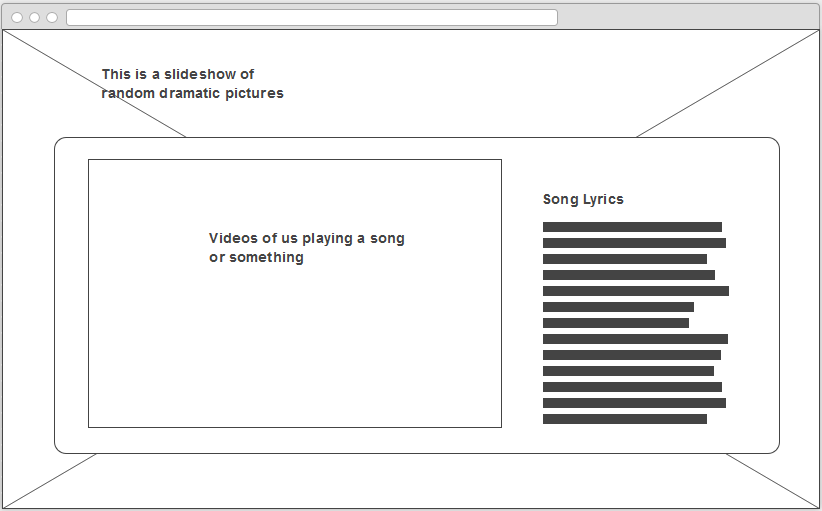 This is a slideshow of
random dramatic pictures
Videos of us playing a song
or something
Song Lyrics